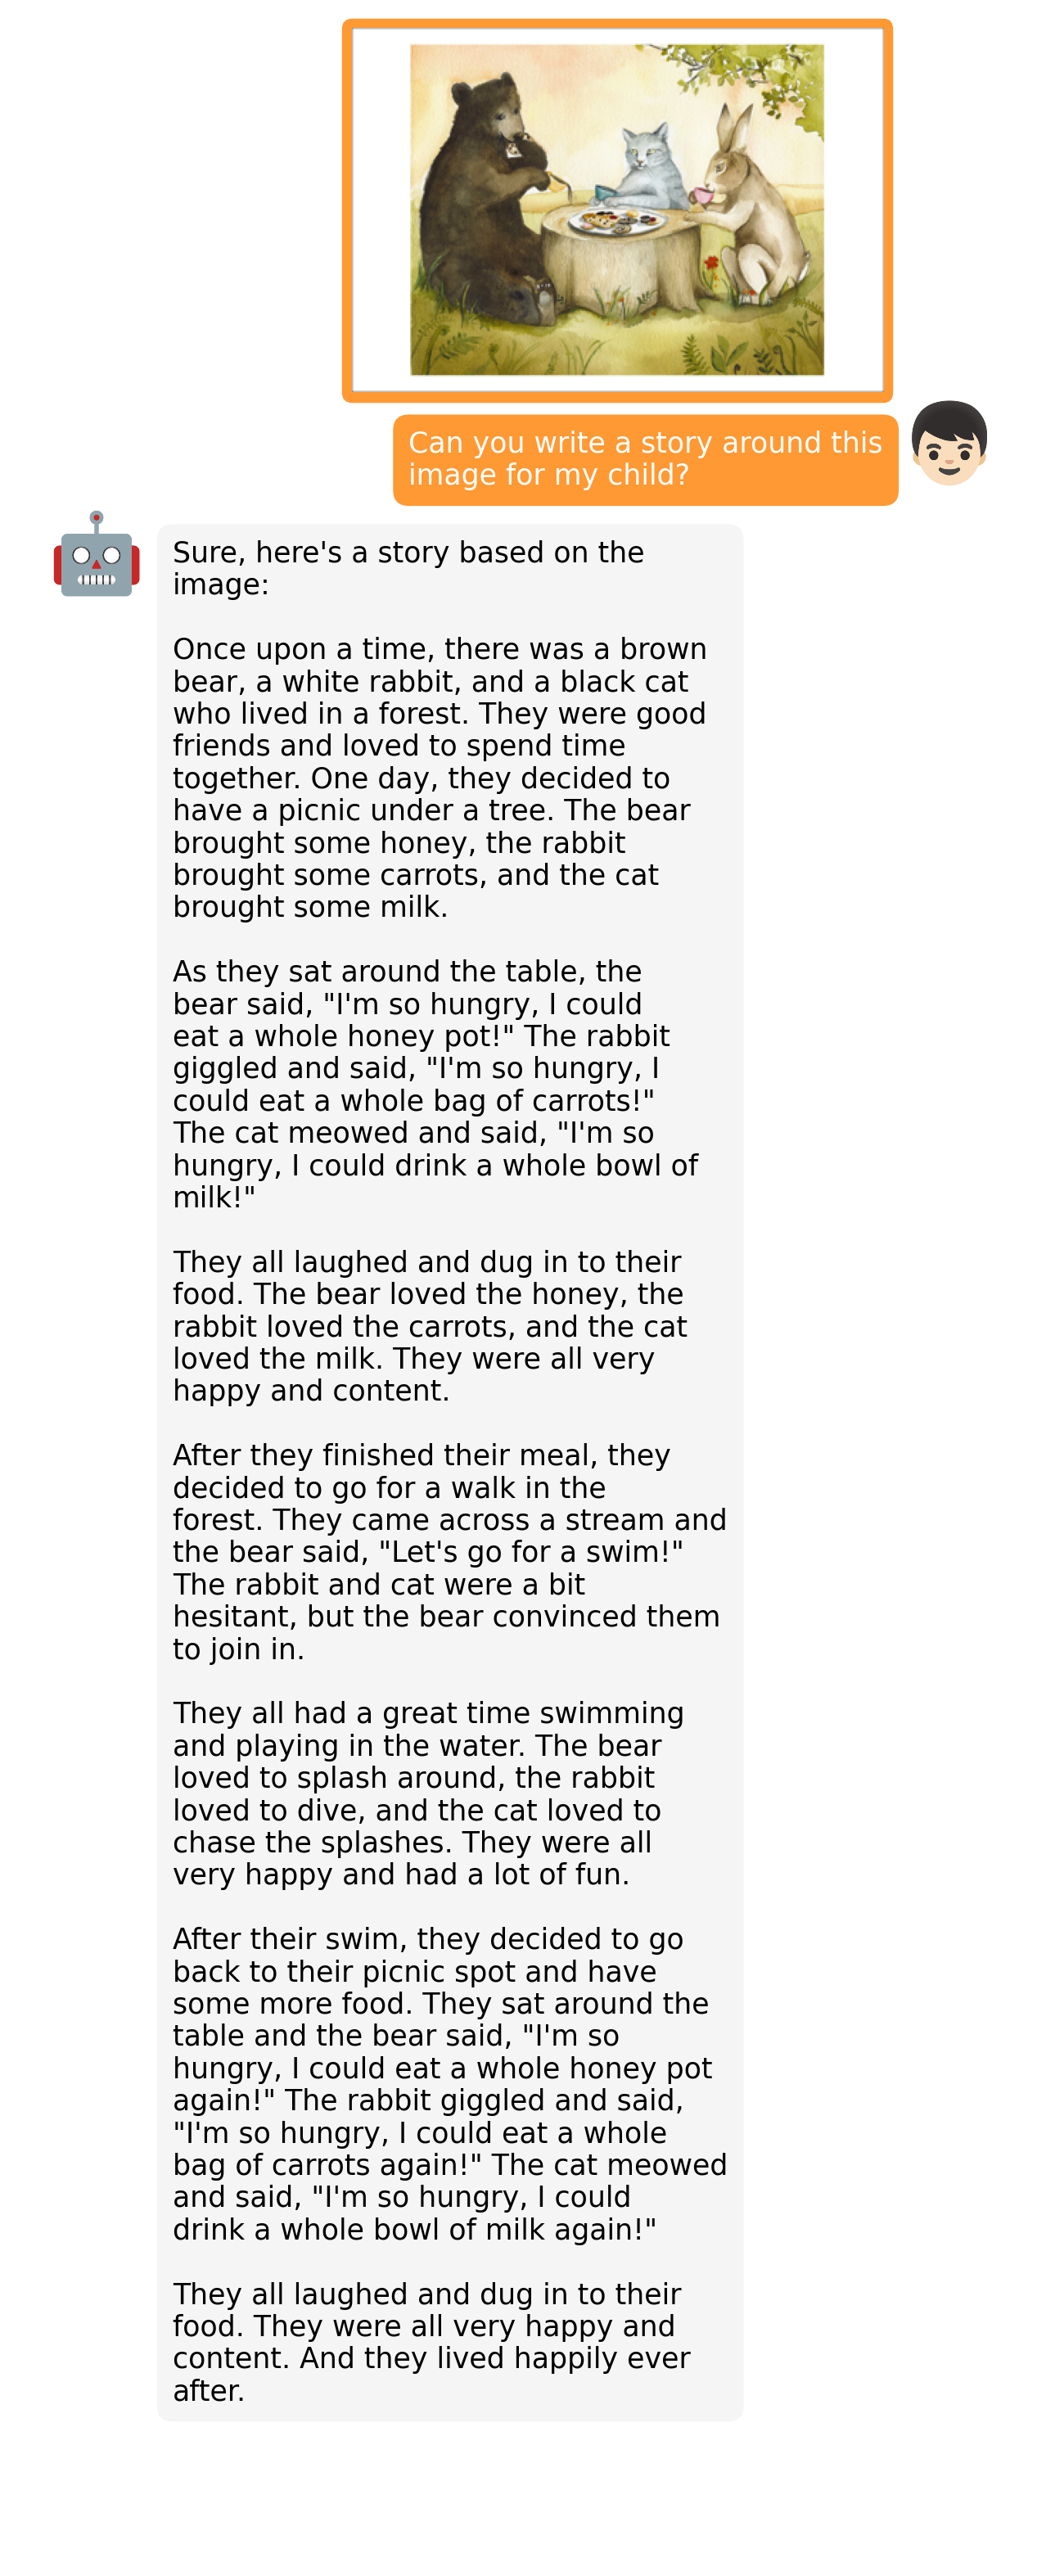 Can you write a story around this
image for my child?
Sure, here's a story based on the
image:
Once upon a time, there was a brown
bear, a white rabbit, and a black cat
who lived in a forest. They were good
friends and loved to spend time
together. One day, they decided to
have a picnic under a tree. The bear
brought some honey, the rabbit
brought some carrots, and the cat
brought some milk.
As they sat around the table, the
bear said, "I'm so hungry, I could
eat a whole honey pot!" The rabbit
giggled and said, "I'm so hungry, I
could eat a whole bag of carrots!"
The cat meowed and said, "I'm so
hungry, I could drink a whole bowl of
milk!"
They all laughed and dug in to their
food. The bear loved the honey, the
rabbit loved the carrots, and the cat
loved the milk. They were all very
happy and content.
After they finished their meal, they
decided to go for a walk in the
forest. They came across a stream and
the bear said, "Let's go for a swim!"
The rabbit and cat were a bit
hesitant, but the bear convinced them
to join in.
They all had a great time swimming
and playing in the water. The bear
loved to splash around, the rabbit
loved to dive, and the cat loved to
chase the splashes. They were all
very happy and had a lot of fun.
After their swim, they decided to go
back to their picnic spot and have
some more food. They sat around the
table and the bear said, "I'm so
hungry, I could eat a whole honey pot
again!" The rabbit giggled and said,
"I'm so hungry, I could eat a whole
bag of carrots again!" The cat meowed
and said, "I'm so hungry, I could
drink a whole bowl of milk again!"
They all laughed and dug in to their
food. They were all very happy and
content. And they lived happily ever
after.